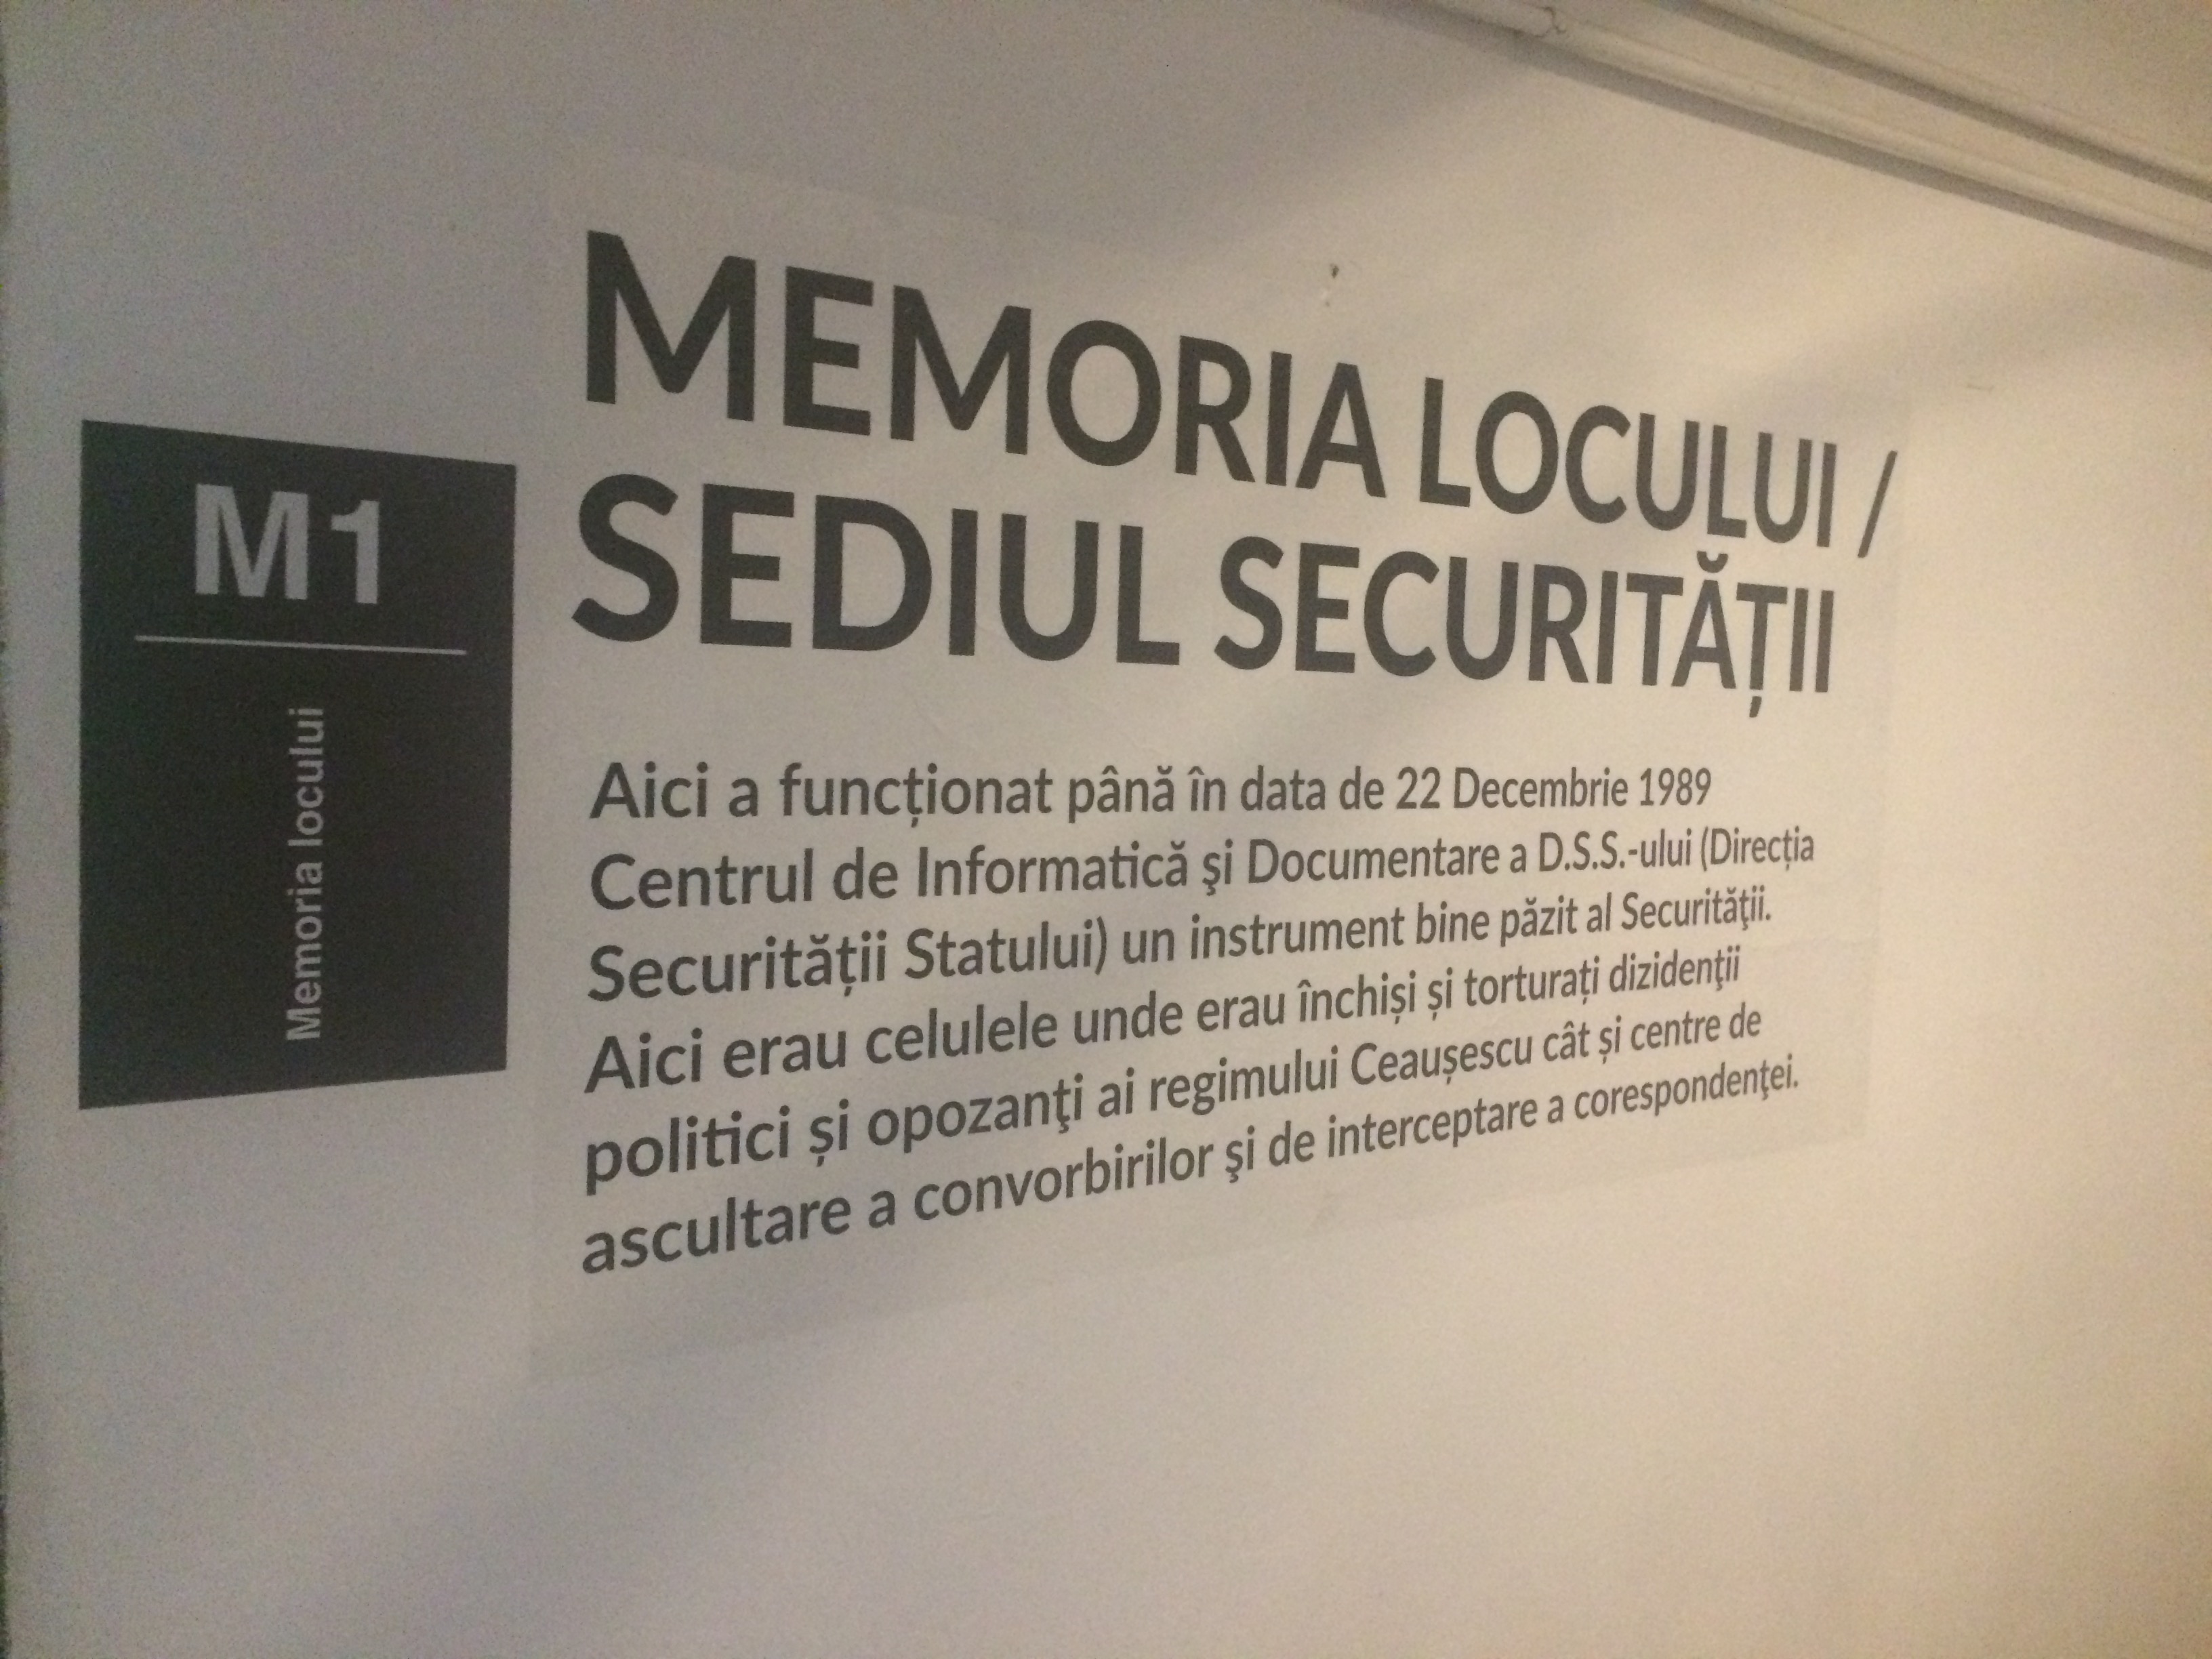 M1
Memoria locului
MEMORIA LOCULUI /
SEDIUL SECURITĂȚII
Aici a funcționat până în data de 22 Decembrie 1989
Centrul de Informatică şi Documentare a D.S.S.-ului (Direcția
Securității Statului) un instrument bine păzit al Securităţii.
Aici erau celulele unde erau închiși și torturați dizidenţii
politici și opozanţi ai regimului Ceaușescu cât și centre de
ascultare a convorbirilor şi de interceptare a corespondenţei.